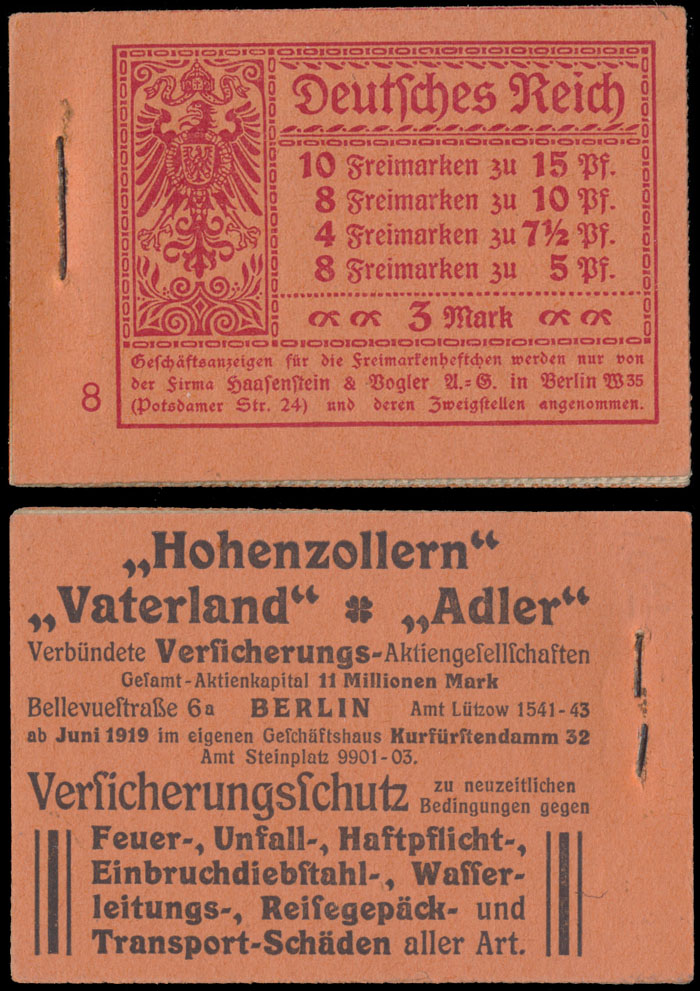 Deutſches Reich
10 Freimarken zu 15 Pf.
8 Freimarken zu 10 Pf.
4 Freimarken zu 7½ Pf.
8 Freimarken zu 5 Pf.
3 Mark
Geſchäftsanzeigen für die Freimarkenheftchen werden nur von
der Firma Haaſenſtein & Vogler A.=G. in Berlin W35
(Potsdamer Str. 24) und deren Zweigſtellen angenommen.
8
„Hohenzollern“
„Vaterland“ „Adler“
Verbündete Verſicherungs-Aktiengeſellſchaften
Geſamt-Aktienkapital 11 Millionen Mark
Bellevueſtraße 6a BERLIN Amt Lützow 1541-43
ab Juni 1919 im eigenen Geſchäftshaus Kurfürſtendamm 32
Amt Steinplatz 9901-03.
Verſicherungsſchutz zu neuzeitlichen
Bedingungen gegen
Feuer-, Unfall-, Haftpflicht-,
Einbruchdiebſtahl-, Waſſer-
leitungs-, Reiſegepäck- und
Transport-Schäden aller Art.